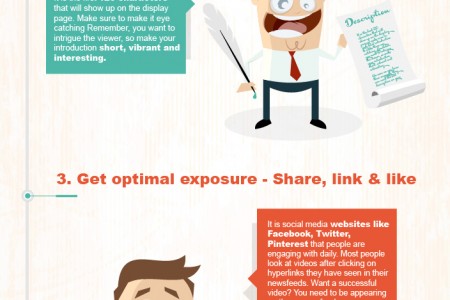 that will show up on the display
page. Make sure to make it eye
catching Remember, you want to
intrigue the viewer, so make your
introduction short, vibrant and
interesting.
Description
3. Get optimal exposure - Share, link & like
It is social media websites like
Facebook, Twitter,
Pinterest that people are
engaging with daily. Most people
look at videos after clicking on
hyperlinks they have seen in their
newsfeeds. Want a successful
video? You need to be appearing